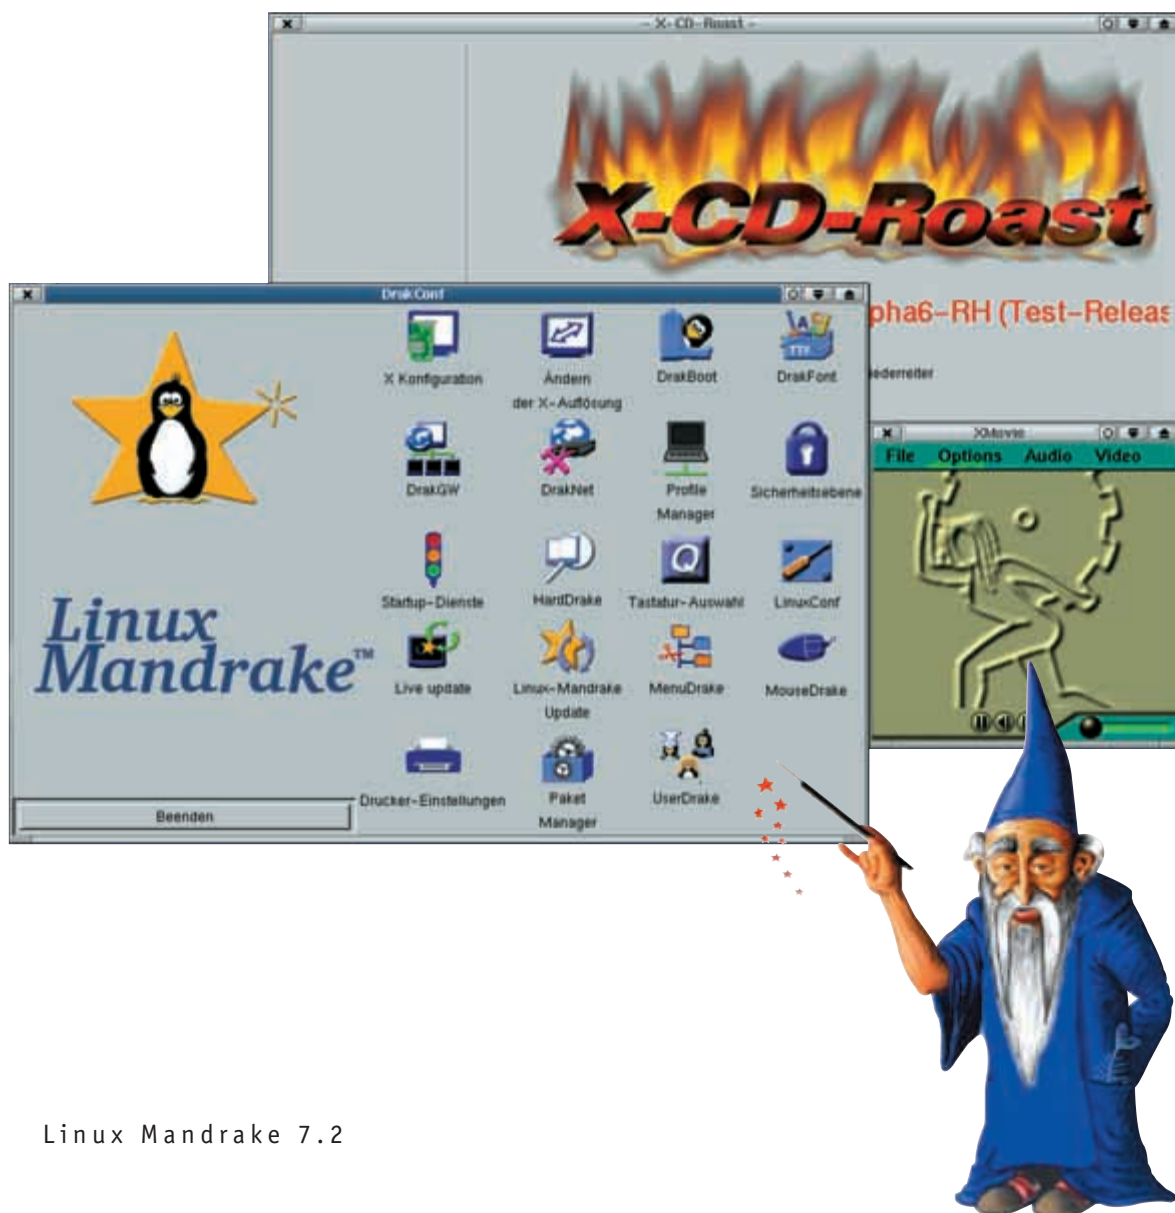 - X-CD-Roast -
X-CD-Roast
pha6-RH (Test-Releas
iederreiter
DrakConf
X Konfiguration
Ändern
der X-Auflösung
DrakBoot
DrakFont
DrakGW
DrakNet
Profile
Manager
Sicherheitsebene
Startup-Dienste
HardDrake
Tastatur-Auswahl
LinuxConf
Live update
Linux-Mandrake
Update
MenuDrake
MouseDrake
Drucker-Einstellungen
Paket
Manager
UserDrake
Linux
Mandrake™
Beenden
A
TTY
Q
XMovie
File Options Audio Video
Linux Mandrake 7.2